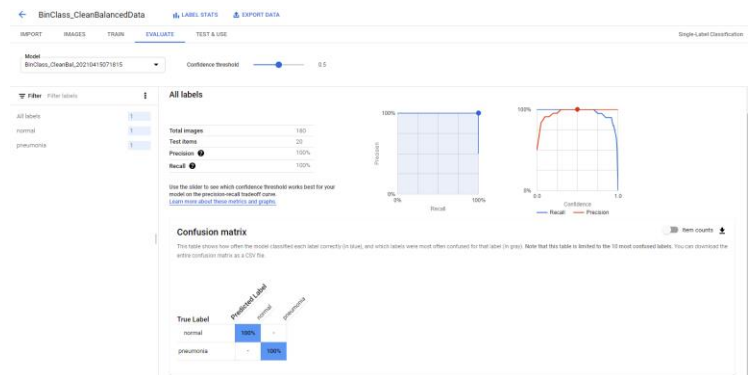 BinClass_CleanBalancedData LABEL STATS EXPORT DATA
IMPORT IMAGES TRAIN EVALUATE TEST & USE Single-Label Classification
Model
BinClass_CleanBal_20210415071815 Confidence threshold 0.5
Filter Filter labels
All labels 1
normal 1
pneumonia 1
All labels
Total images 180
Test items 20
Precision 100%
Recall 100%
Use the slider to see which confidence threshold works best for your
model on the precision-recall tradeoff curve.
Learn more about these metrics and graphs.
100%
Precision
0%
0% 100%
Recall
100%
0%
0.0 1.0
Confidence
Recall Precision
Confusion matrix
Item counts
This table shows how often the model classified each label correctly (in blue), and which labels were most often confused for that label (in gray). Note that this table is limited to the 10 most confused labels. You can download the
entire confusion matrix as a CSV file.
Predicted Label
normal
pneumonia
True Label
normal 100% -
pneumonia - 100%